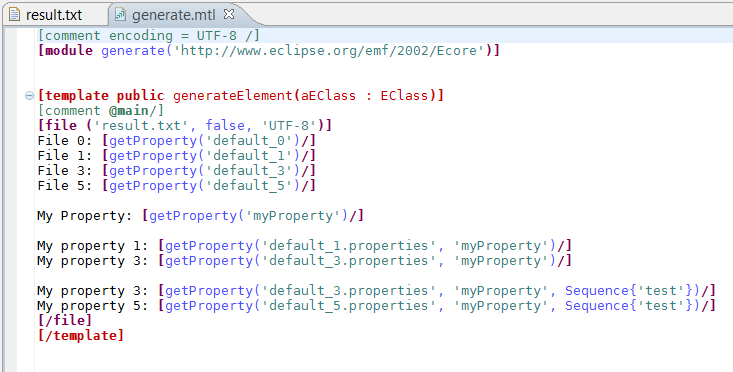 result.txt generate.mtl
[comment encoding = UTF-8 /]
[module generate('http://www.eclipse.org/emf/2002/Ecore')]
[template public generateElement(aEClass : EClass)]
[comment @main/]
[file ('result.txt', false, 'UTF-8')]
File 0: [getProperty('default_0')/]
File 1: [getProperty('default_1')/]
File 3: [getProperty('default_3')/]
File 5: [getProperty('default_5')/]
My Property: [getProperty('myProperty')/]
My property 1: [getProperty('default_1.properties', 'myProperty')/]
My property 3: [getProperty('default_3.properties', 'myProperty')/]
My property 3: [getProperty('default_3.properties', 'myProperty', Sequence{'test'})/]
My property 5: [getProperty('default_5.properties', 'myProperty', Sequence{'test'})/]
[/file]
[/template]